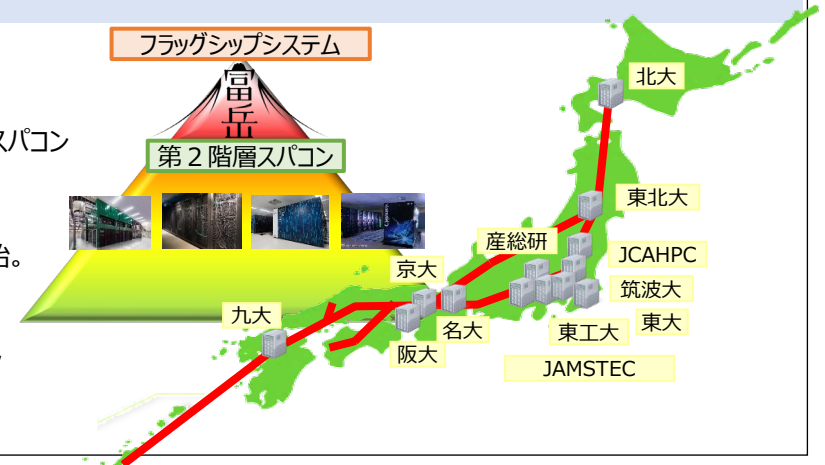 フラッグシップシステム
富岳
スパコン
第２階層スパコン
治。
北大
東北大
産総研
JCAHPC
京大
筑波大
九大
名大
東工大
東大
阪大
JAMSTEC